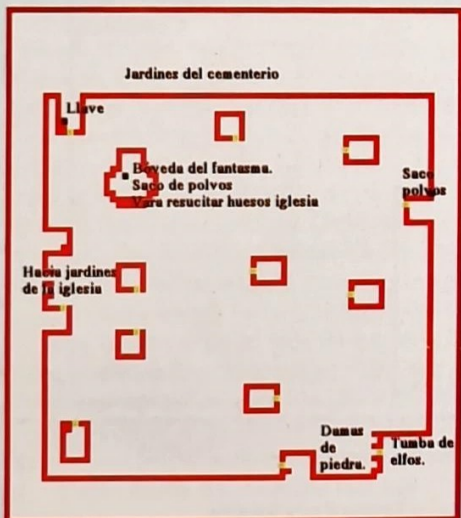 Jardines del cementerio
Llave
Bóveda del fantasma.
Saco de polvos
Vara resucitar huesos iglesia
Saco
polvos
Hacia jardines
de la iglesia
Damas
de
piedra.
Tumba de
elfos.